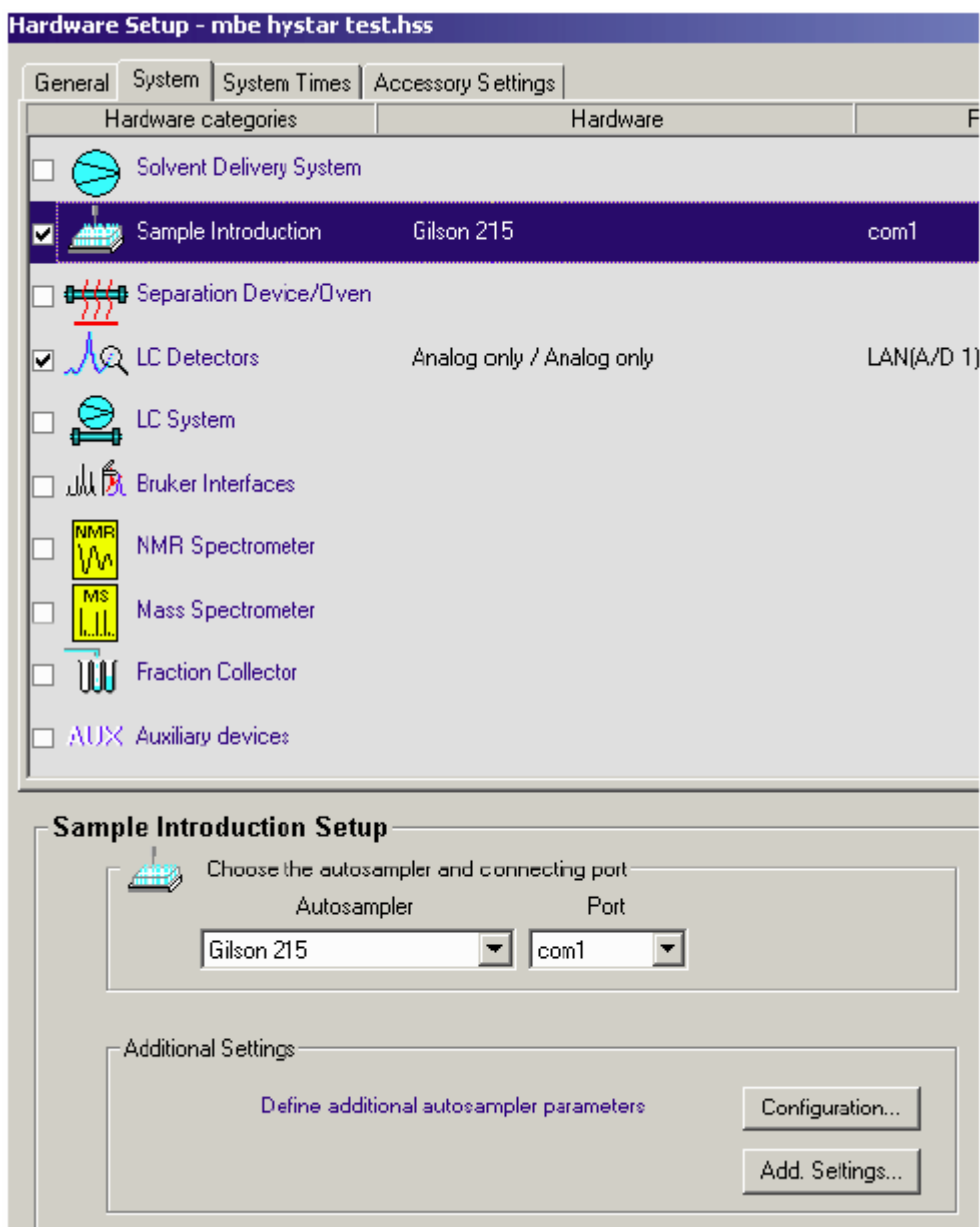 Hardware Setup - mbe hystar test.hss
General System System Times Accessory Settings
Hardware categories Hardware F
Solvent Delivery System
Sample Introduction Gilson 215 com1
Separation Device/Oven
LC Detectors Analog only / Analog only LAN(A/D 1)
LC System
Bruker Interfaces
NMR NMR Spectrometer
MS Mass Spectrometer
Fraction Collector
AUX Auxiliary devices
Sample Introduction Setup
Choose the autosampler and connecting port
Autosampler Port
Gilson 215 com1
Additional Settings
Define additional autosampler parameters Configuration...
Add. Settings...